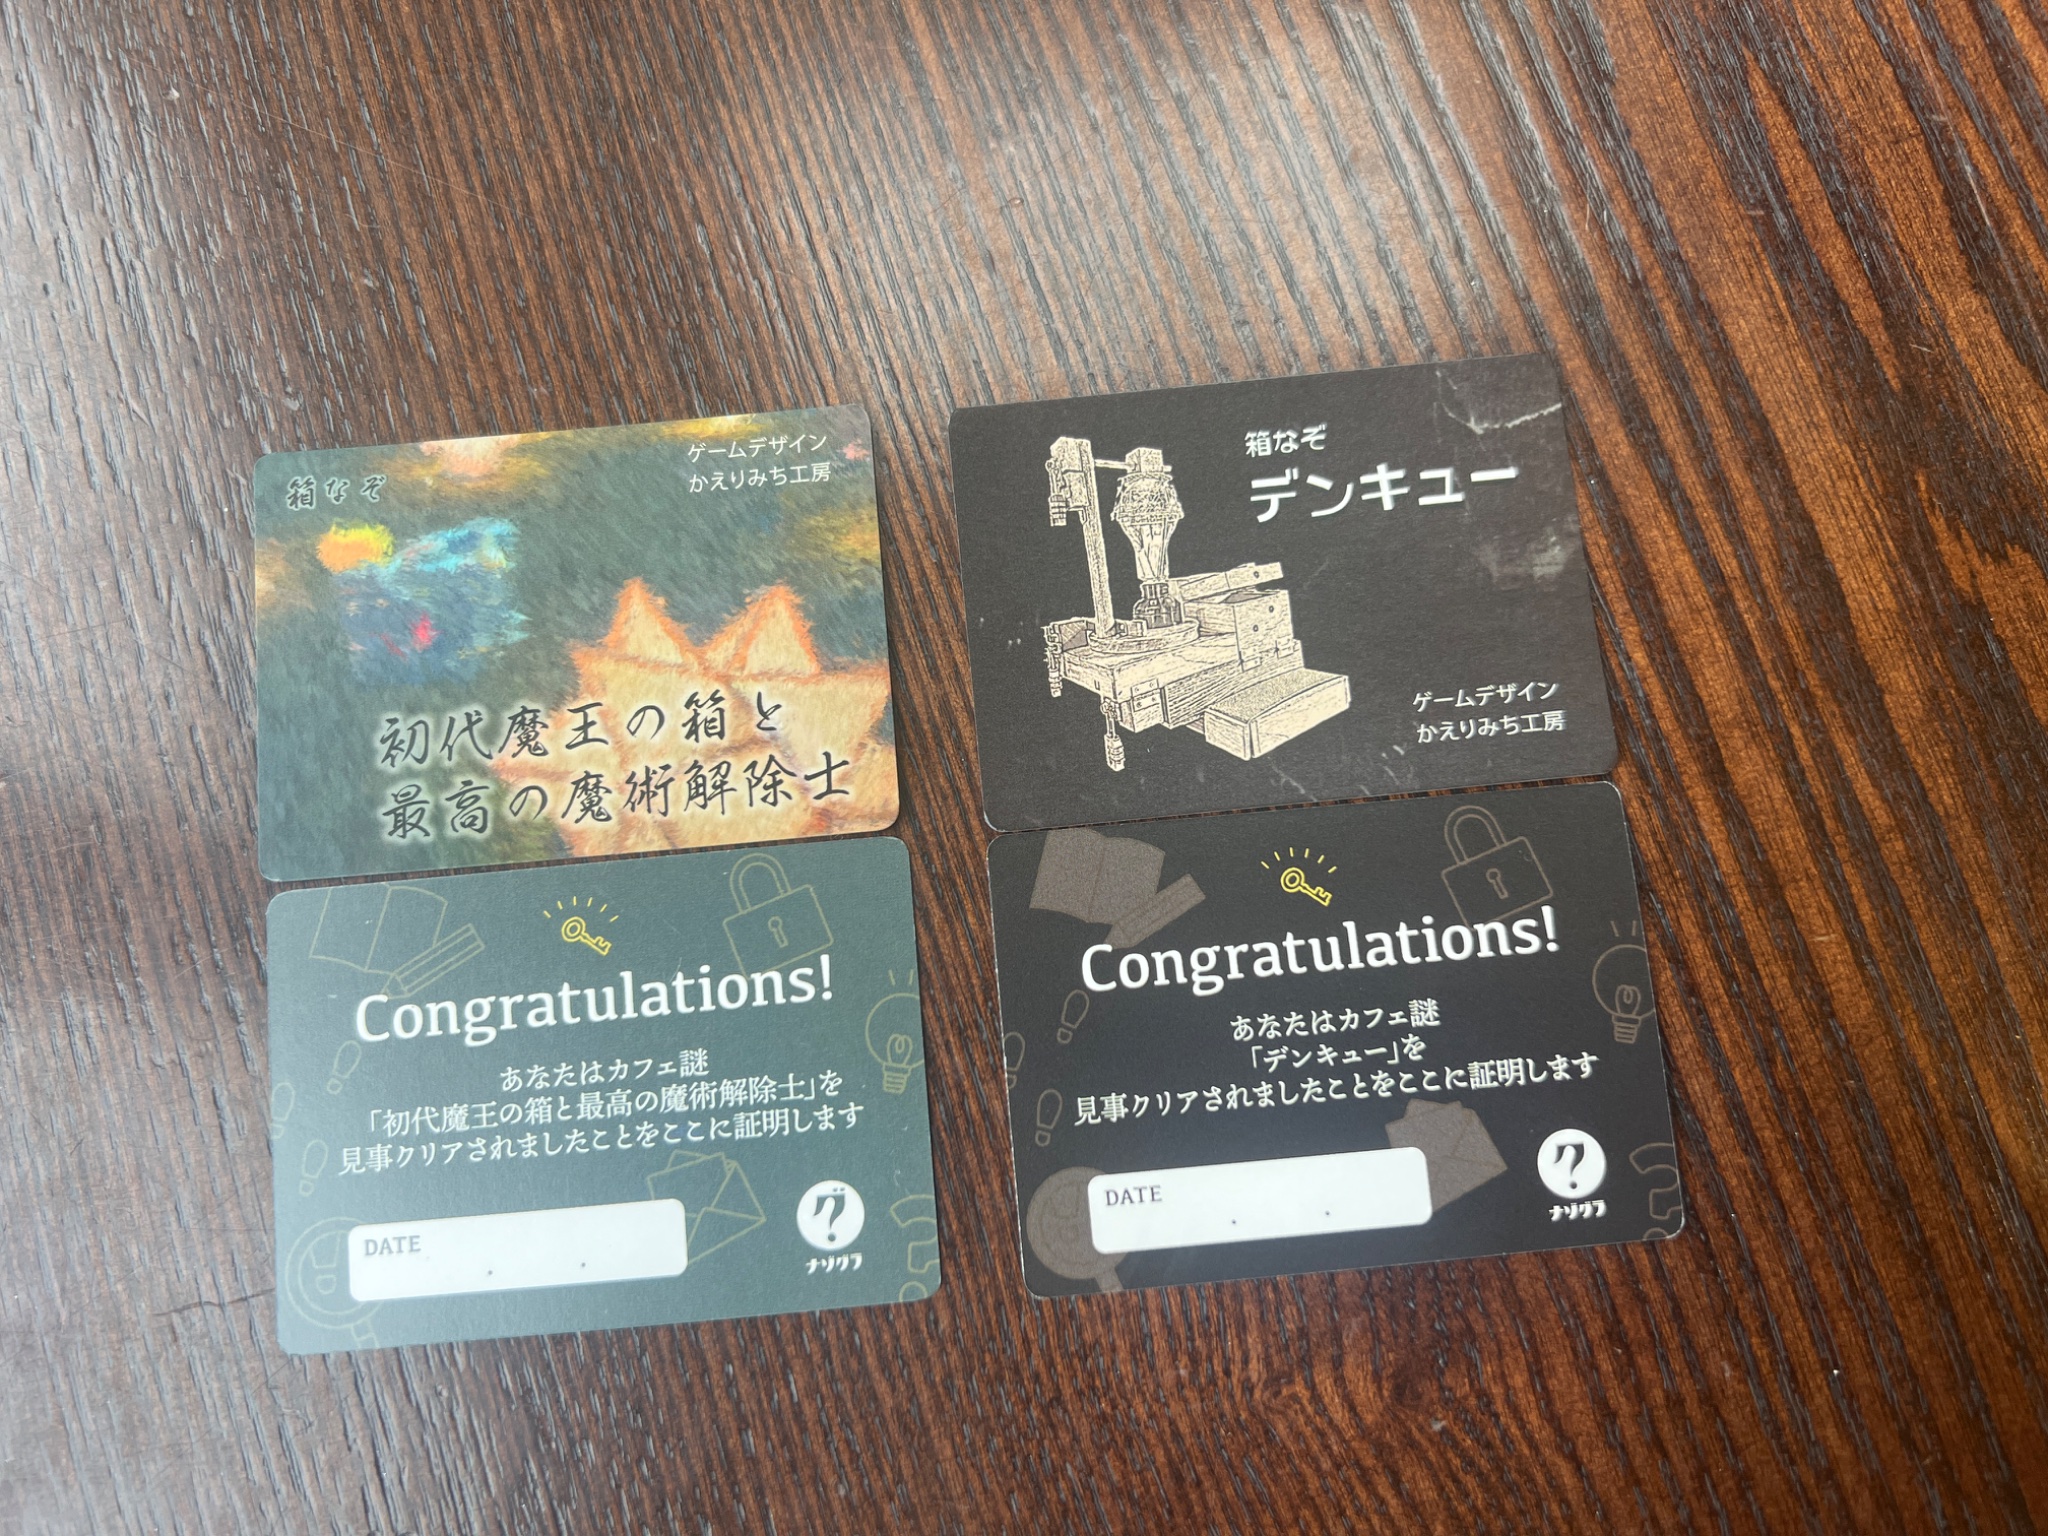 箱なぞ
ゲームデザイン
かえりみち工房
初代魔王の箱と
最高の魔術解除士
箱なぞ
デンキュー
ゲームデザイン
かえりみち工房
Congratulations!
あなたはカフェ謎
「初代魔王の箱と最高の魔術解除士」を
見事クリアされましたことをここに証明します
DATE . .
ナゾグラ
Congratulations!
あなたはカフェ謎
「デンキュー」を
見事クリアされましたことをここに証明します
DATE . .
ナゾグラ